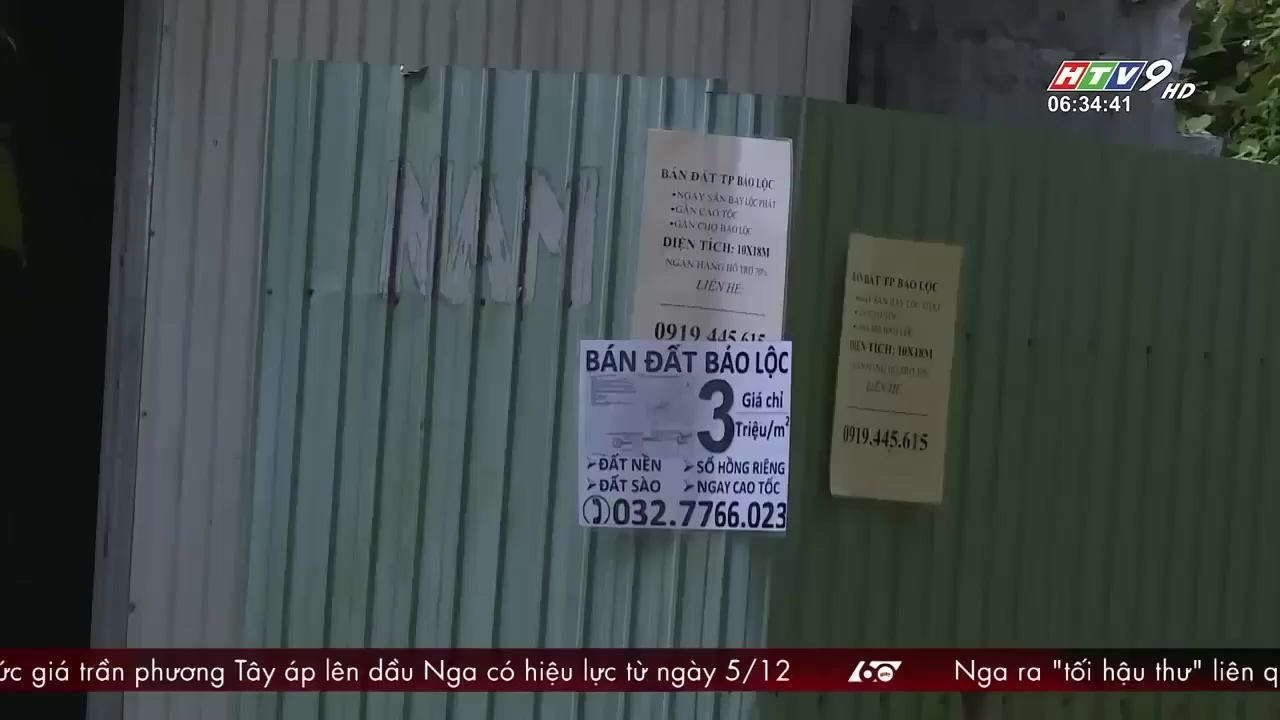 HTV9 HD
06:34:41
NAM
BÁN ĐẤT TP BẢO LỘC
•NGAY SÂN BAY LỘC PHÁT
•GẦN CAO TỐC
•GẦN CHỢ BẢO LỘC
DIỆN TÍCH: 10X18M
NGÂN HÀNG HỖ TRỢ 70%
LIÊN HỆ:
0919.445.615
BÁN ĐẤT BẢO LỘC
3 Giá chỉ
Triệu/m²
➢ĐẤT NỀN ➢SỔ HỒNG RIÊNG
➢ĐẤT SÀO ➢NGAY CAO TỐC
032.7766.023
BÁN ĐẤT TP BẢO LỘC
DIỆN TÍCH: 10X18M
LIÊN HỆ
0919.445.615
ức giá trần phương Tây áp lên dầu Nga có hiệu lực từ ngày 5/12 60 Nga ra "tối hậu thư" liên q